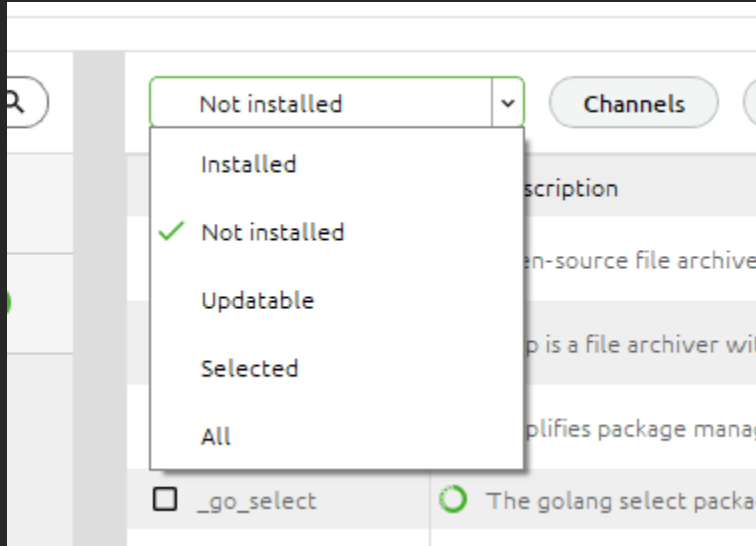 Not installed
Channels
Installed
scription
Not installed
en-source file archive
Updatable
p is a file archiver wi
Selected
plifies package mana
All
_go_select
The golang select packa